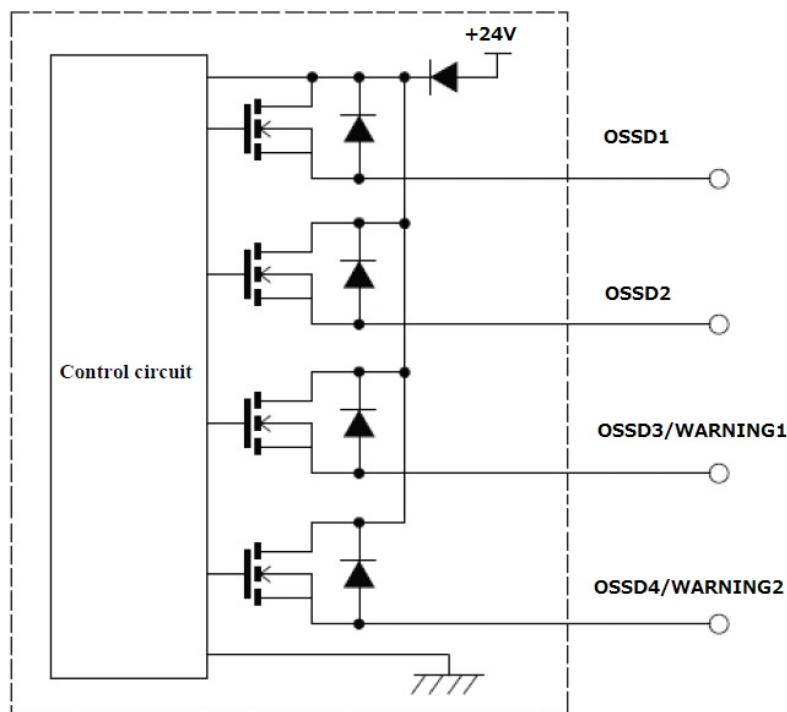 +24V
OSSD1
OSSD2
Control circuit
OSSD3/WARNING1
OSSD4/WARNING2